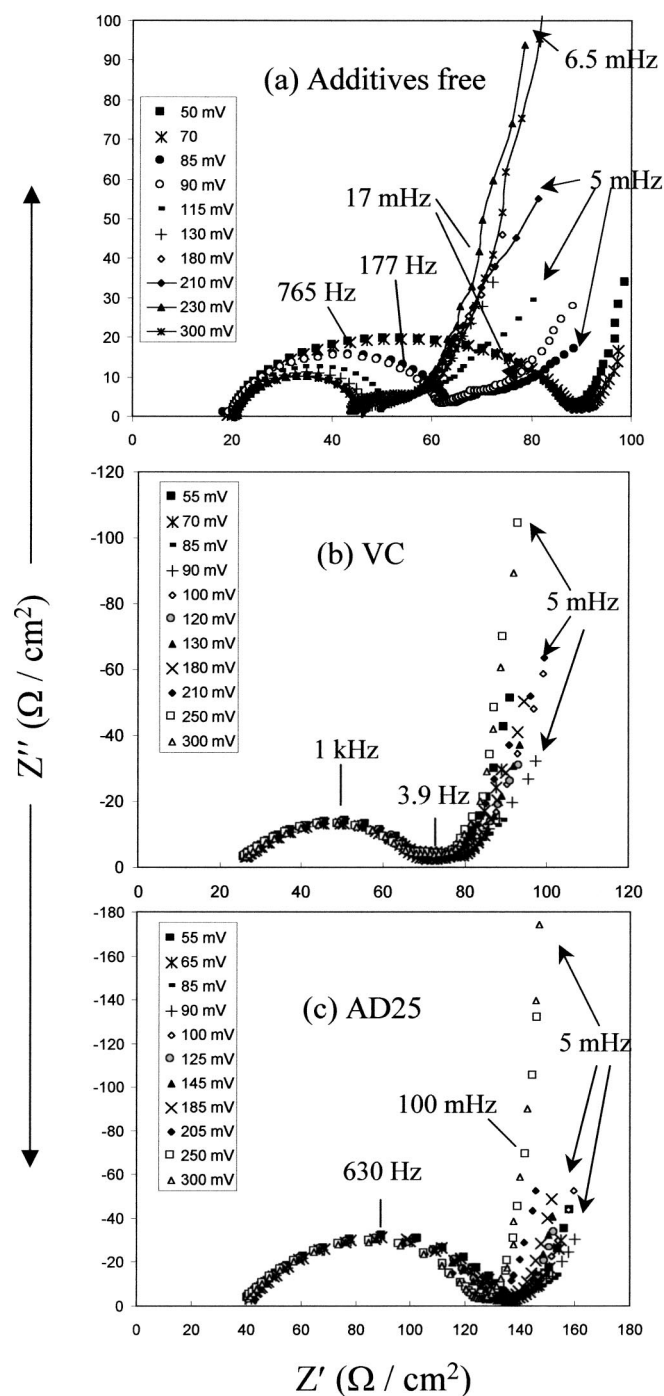 100
90
80
70
60
50
40
30
20
10
0
0 20 40 60 80 100
(a) Additives free
50 mV
70
85 mV
90 mV
115 mV
130 mV
180 mV
210 mV
230 mV
300 mV
6.5 mHz
5 mHz
17 mHz
177 Hz
765 Hz
-120
-100
-80
-60
-40
-20
0
0 20 40 60 80 100 120
(b) VC
55 mV
70 mV
85 mV
90 mV
100 mV
120 mV
130 mV
180 mV
210 mV
250 mV
300 mV
5 mHz
1 kHz
3.9 Hz
-180
-160
-140
-120
-100
-80
-60
-40
-20
0
0 20 40 60 80 100 120 140 160 180
(c) AD25
55 mV
65 mV
85 mV
90 mV
100 mV
125 mV
145 mV
185 mV
205 mV
250 mV
300 mV
5 mHz
100 mHz
630 Hz
Z'' (Ω / cm²)
Z' (Ω / cm²)